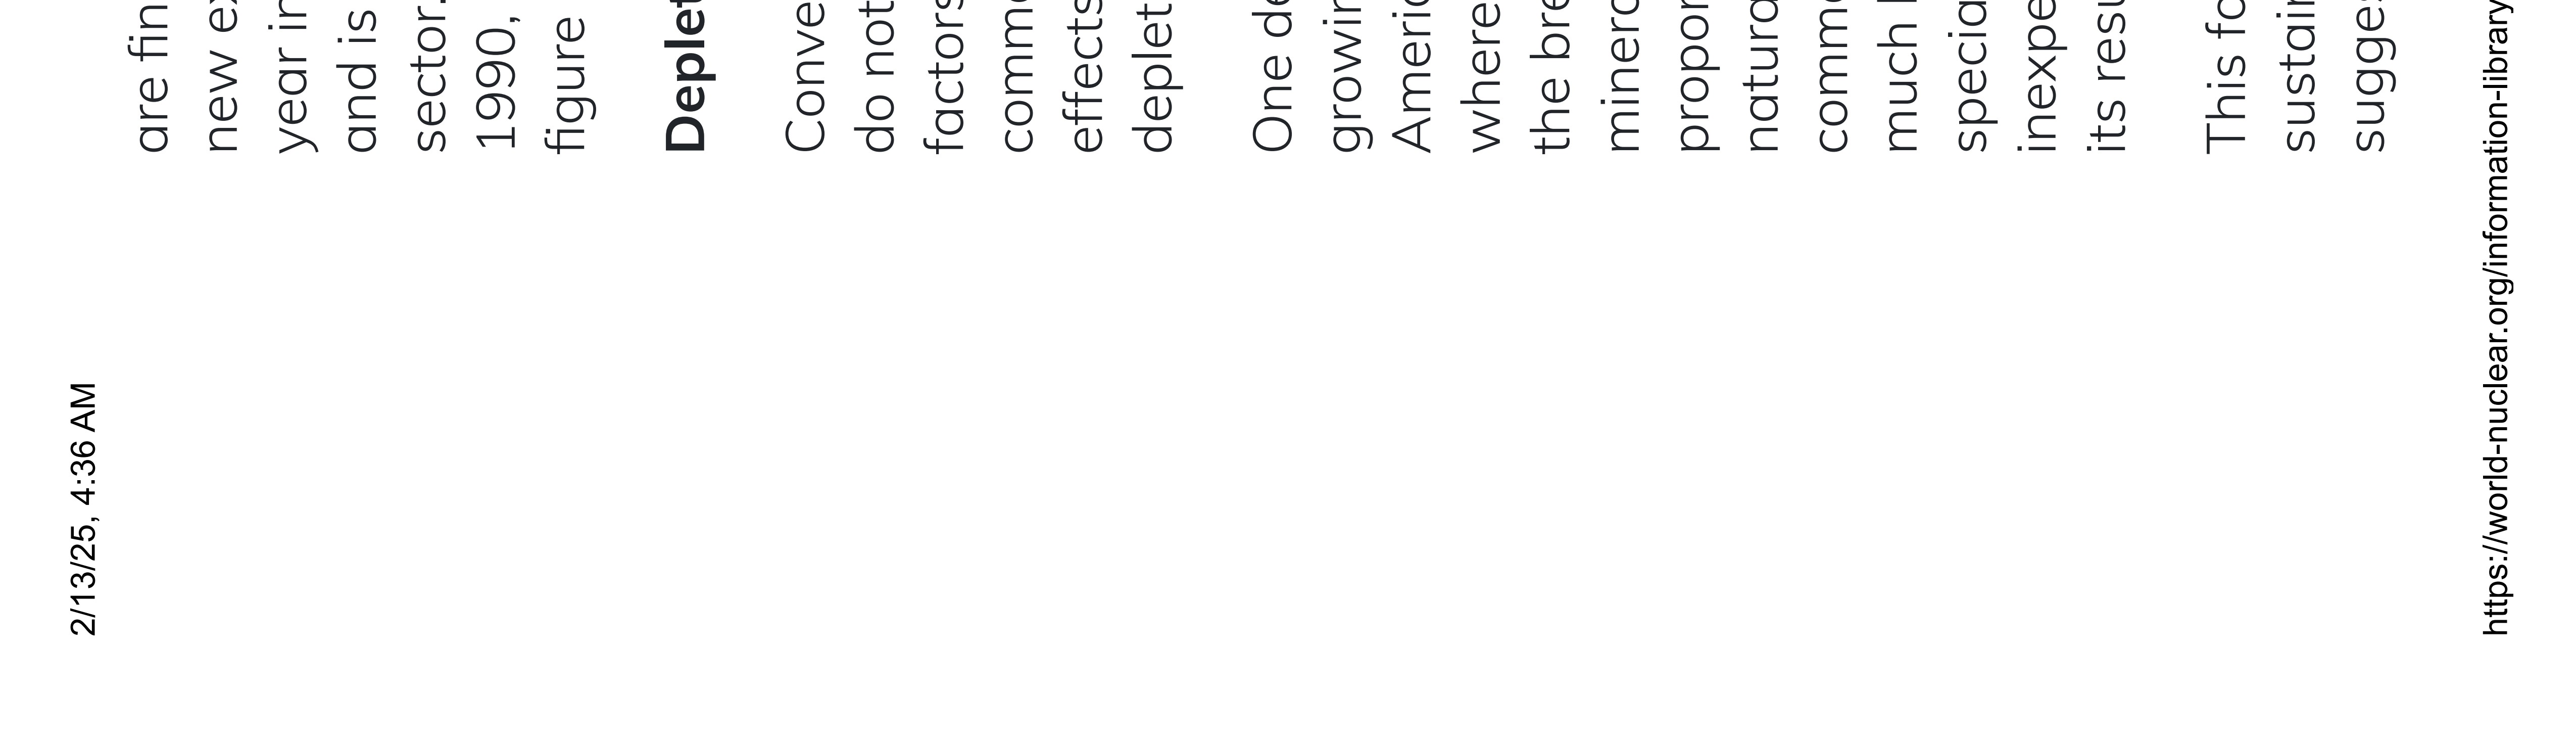 2/13/25, 4:36 AM
are fin
new ex
year in
and is
sector.
1990,
figure
Deplet
Conve
do not
factors
comme
effects
deplet
One de
growin
Americ
where
the bre
minera
propor
natura
comm
much
specia
inexpe
its resu
This fo
sustain
sugges
https://world-nuclear.org/information-library